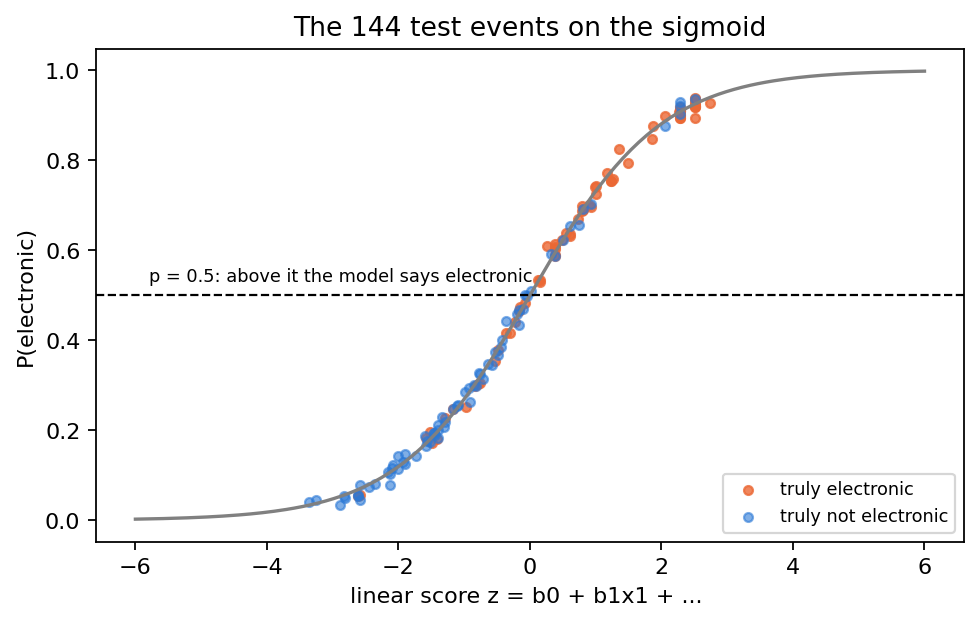 The 144 test events on the sigmoid
P(electronic)
1.0
0.8
0.6
0.4
0.2
0.0
p = 0.5: above it the model says electronic
truly electronic
truly not electronic
−6 −4 −2 0 2 4 6
linear score z = b0 + b1x1 + ...